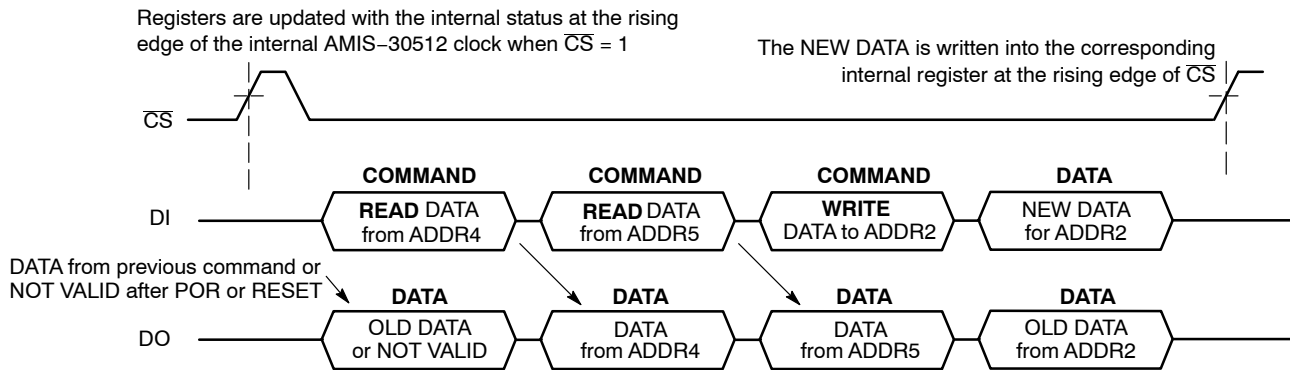 Registers are updated with the internal status at the rising
edge of the internal AMIS−30512 clock when C̅S̅ = 1
The NEW DATA is written into the corresponding
internal register at the rising edge of C̅S̅
C̅S̅
COMMAND
COMMAND
COMMAND
DATA
DI
READ DATA
from ADDR4
READ DATA
from ADDR5
WRITE
DATA to ADDR2
NEW DATA
for ADDR2
DATA from previous command or
NOT VALID after POR or RESET
DATA
DATA
DATA
DATA
DO
OLD DATA
or NOT VALID
DATA
from ADDR4
DATA
from ADDR5
OLD DATA
from ADDR2